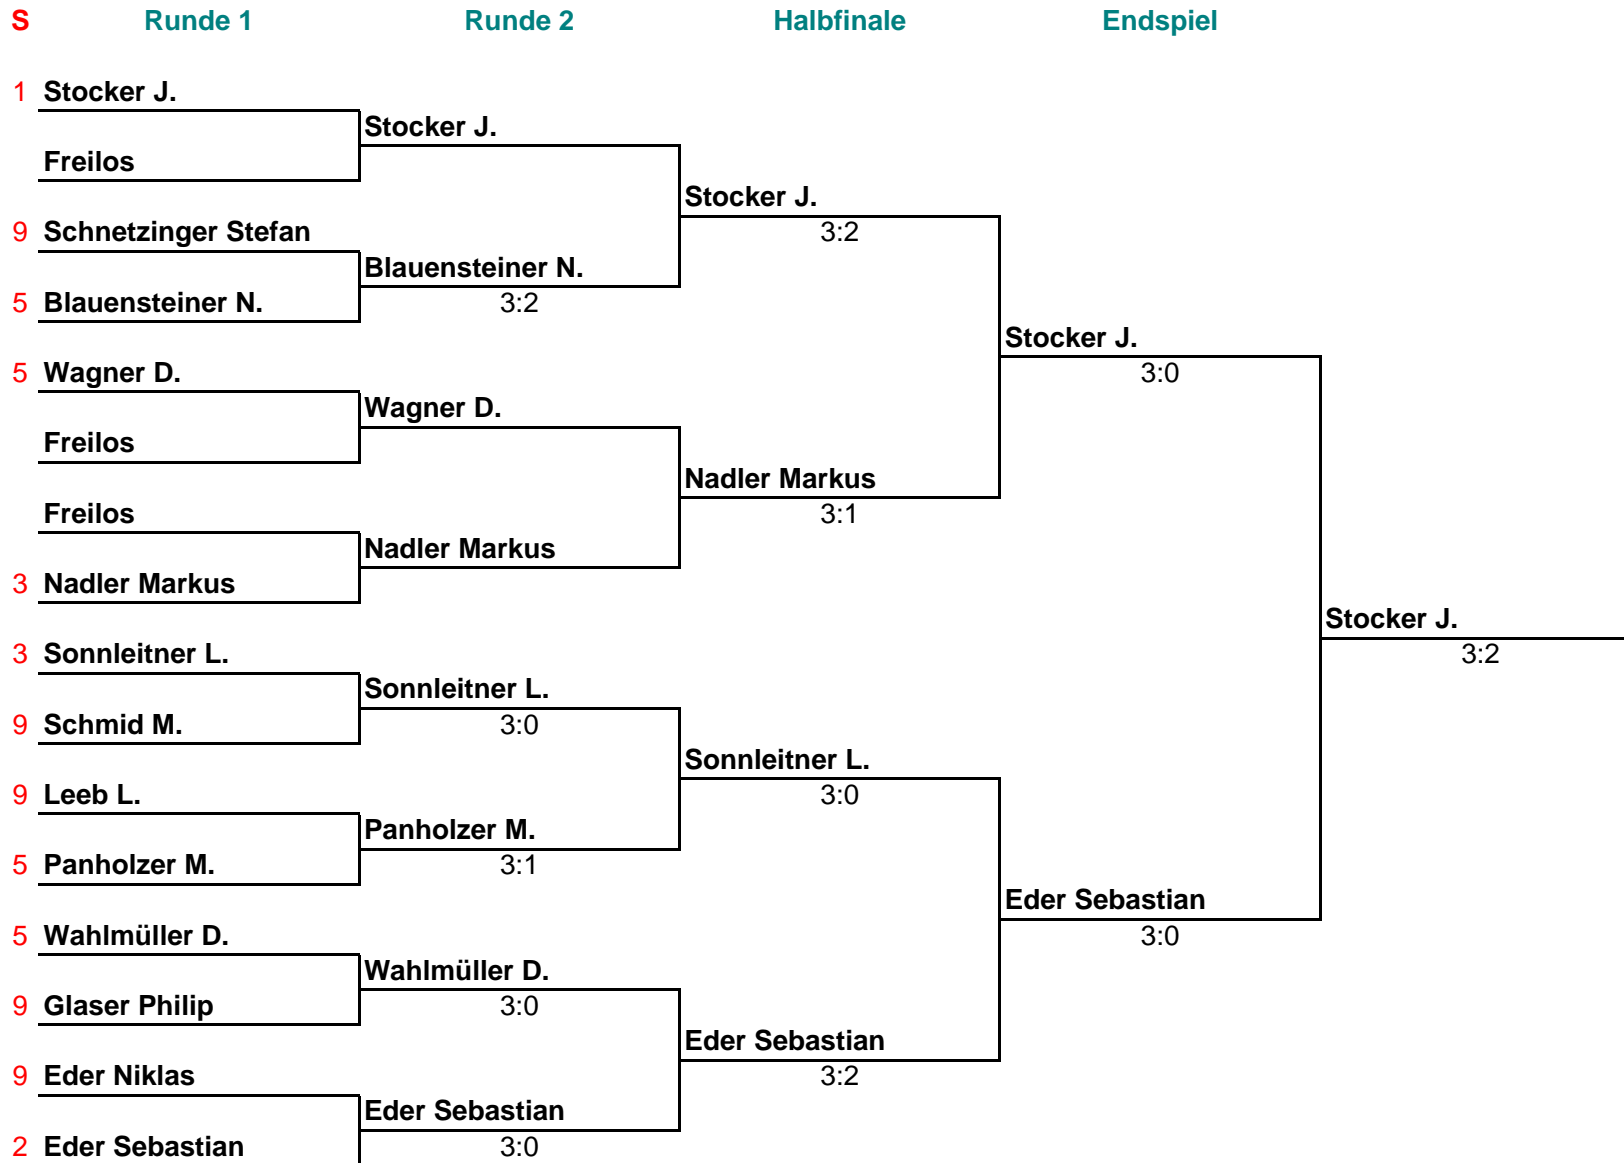 S Runde 1 Runde 2 Halbfinale Endspiel
1 Stocker J.
Stocker J.
Freilos
Stocker J.
9 Schnetzinger Stefan
3:2
Blauensteiner N.
5 Blauensteiner N.
3:2
Stocker J.
5 Wagner D.
3:0
Wagner D.
Freilos
Nadler Markus
Freilos
3:1
Nadler Markus
3 Nadler Markus
Stocker J.
3 Sonnleitner L.
3:2
Sonnleitner L.
9 Schmid M.
3:0
Sonnleitner L.
9 Leeb L.
3:0
Panholzer M.
5 Panholzer M.
3:1
Eder Sebastian
5 Wahlmüller D.
3:0
Wahlmüller D.
9 Glaser Philip
3:0
Eder Sebastian
9 Eder Niklas
3:2
Eder Sebastian
2 Eder Sebastian
3:0